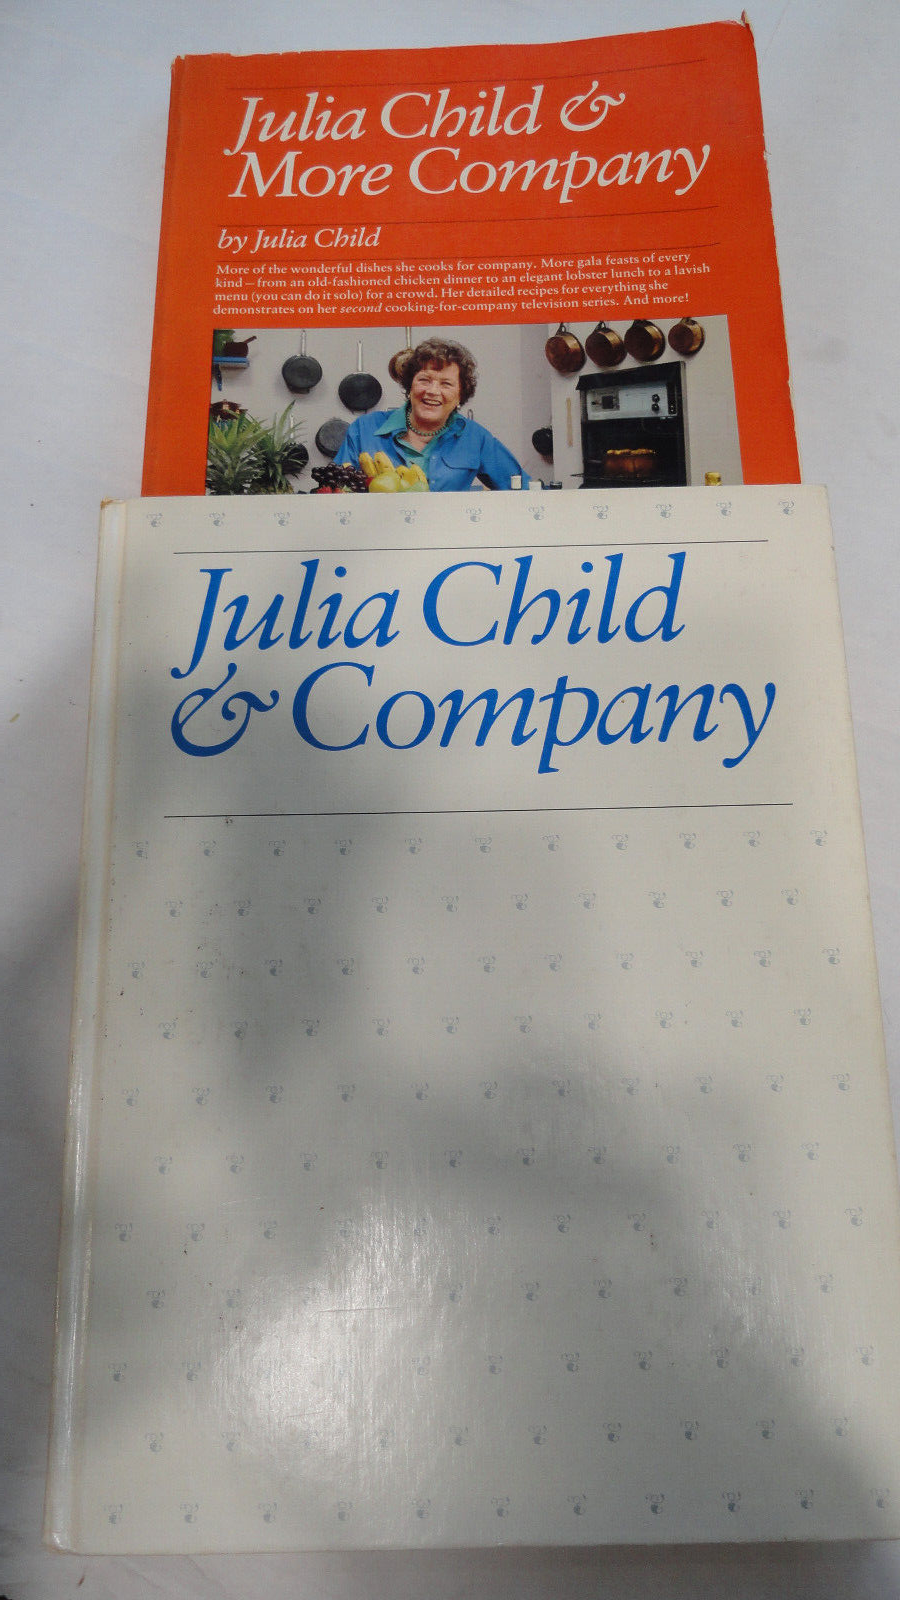 Julia Child &
More Company
by Julia Child
More of the wonderful dishes she cooks for company. More gala feasts of every
kind – from an old-fashioned chicken dinner to an elegant lobster lunch to a lavish
menu (you can do it solo) for a crowd. Her detailed recipes for everything she
demonstrates on her second cooking-for-company television series. And more!
Julia Child
& Company